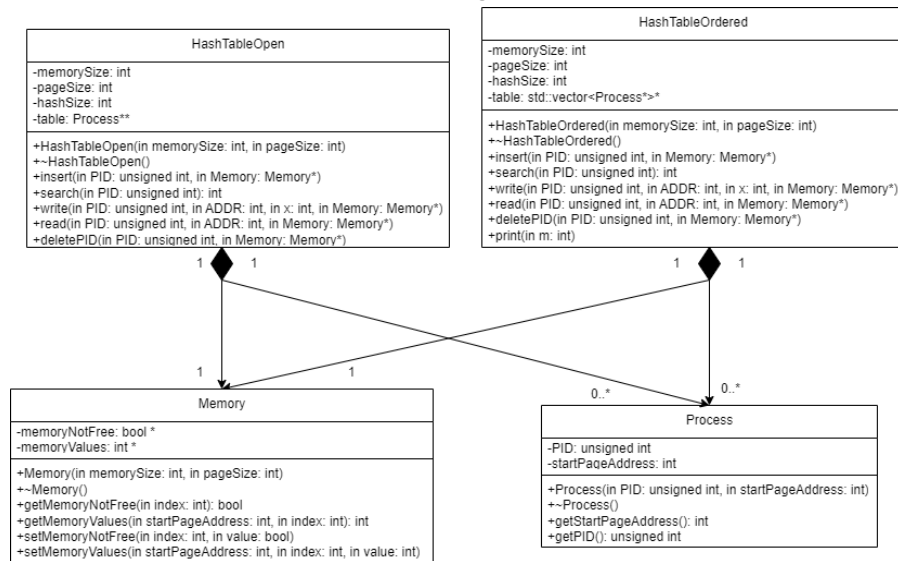 HashTableOpen
-memorySize: int
-pageSize: int
-hashSize: int
-table: Process**
+HashTableOpen(in memorySize: int, in pageSize: int)
+~HashTableOpen()
+insert(in PID: unsigned int, in Memory: Memory*)
+search(in PID: unsigned int): int
+write(in PID: unsigned int, in ADDR: int, in x: int, in Memory: Memory*)
+read(in PID: unsigned int, in ADDR: int, in Memory: Memory*)
+deletePID(in PID: unsigned int, in Memory: Memory*)
HashTableOrdered
-memorySize: int
-pageSize: int
-hashSize: int
-table: std::vector<Process*>*
+HashTableOrdered(in memorySize: int, in pageSize: int)
+~HashTableOrdered()
+insert(in PID: unsigned int, in Memory: Memory*)
+search(in PID: unsigned int): int
+write(in PID: unsigned int, in ADDR: int, in x: int, in Memory: Memory*)
+read(in PID: unsigned int, in ADDR: int, in Memory: Memory*)
+deletePID(in PID: unsigned int, in Memory: Memory*)
+print(in m: int)
1 1
1 1
1
1
0..*
0..*
Memory
-memoryNotFree: bool *
-memoryValues: int *
+Memory(in memorySize: int, in pageSize: int)
+~Memory()
+getMemoryNotFree(in index: int): bool
+getMemoryValues(in startPageAddress: int, in index: int): int
+setMemoryNotFree(in index: int, in value: bool)
+setMemoryValues(in startPageAddress: int, in index: int, in value: int)
Process
-PID: unsigned int
-startPageAddress: int
+Process(in PID: unsigned int, in startPageAddress: int)
+~Process()
+getStartPageAddress(): int
+getPID(): unsigned int